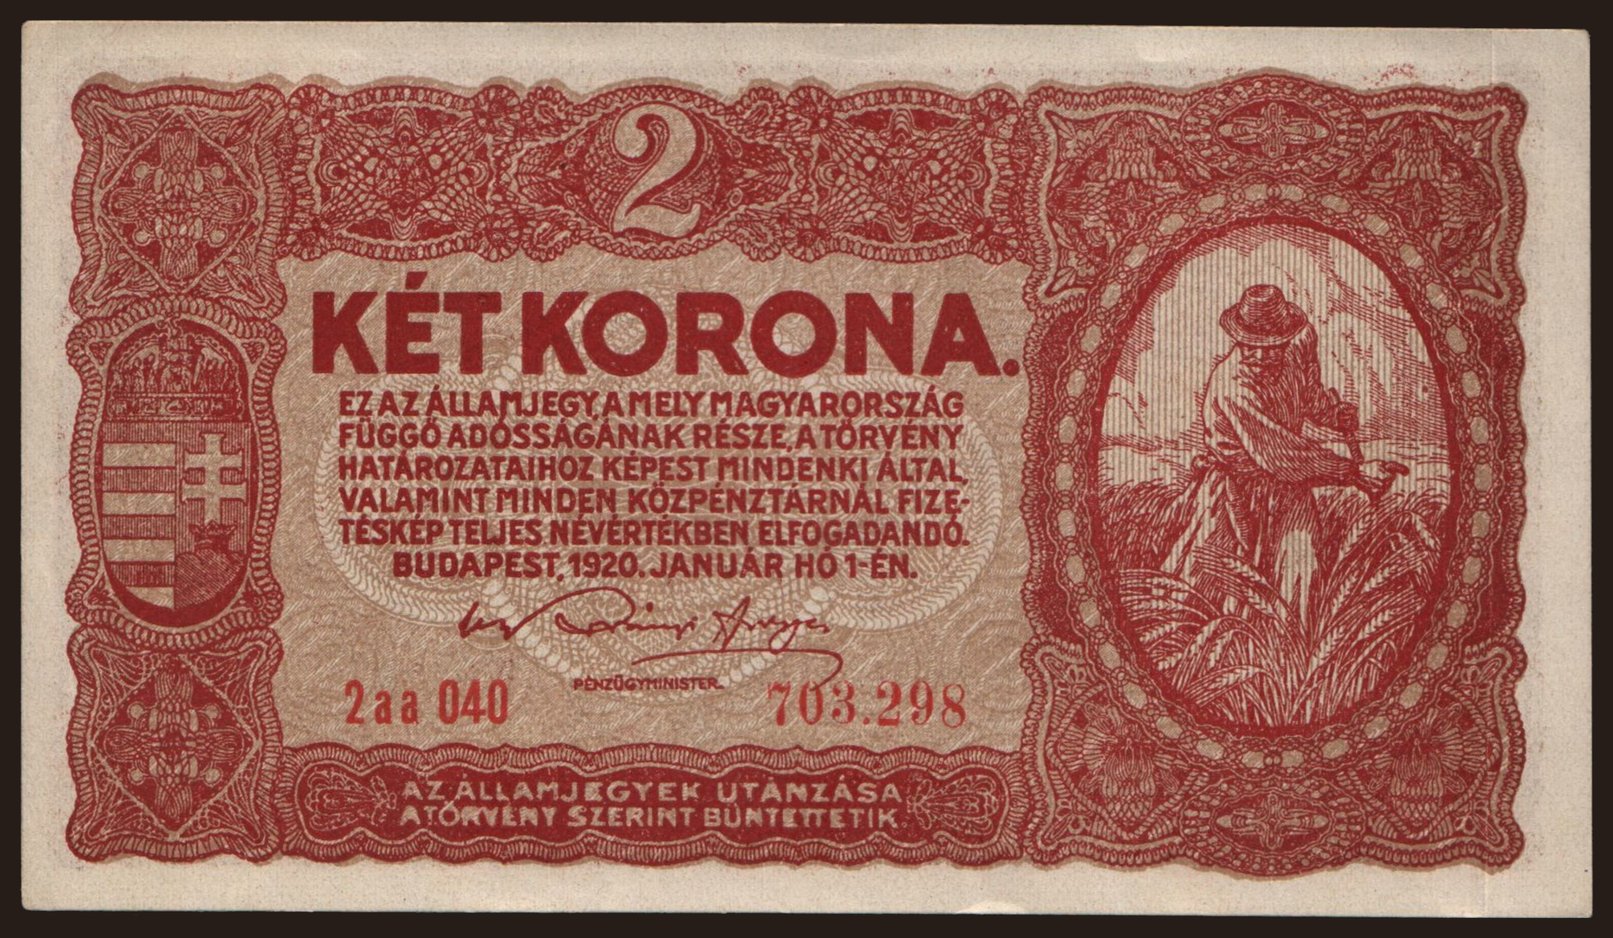 2
KÉT KORONA.
EZ AZ ÁLLAMJEGY, AMELY MAGYARORSZÁG
FÜGGŐ ADÓSSÁGÁNAK RÉSZE, A TÖRVÉNY
HATÁROZATAIHOZ KÉPEST MINDENKI ÁLTAL,
VALAMINT MINDEN KÖZPÉNZTÁRNÁL FIZE-
TÉSKÉP TELJES NÉVÉRTÉKBEN ELFOGADANDÓ.
BUDAPEST, 1920. JANUÁR HÓ 1-ÉN.
PÉNZÜGYMINISTER.
2aa 040 703.298
AZ ÁLLAMJEGYEK UTÁNZÁSA
A TÖRVÉNY SZERINT BÜNTETTETIK.